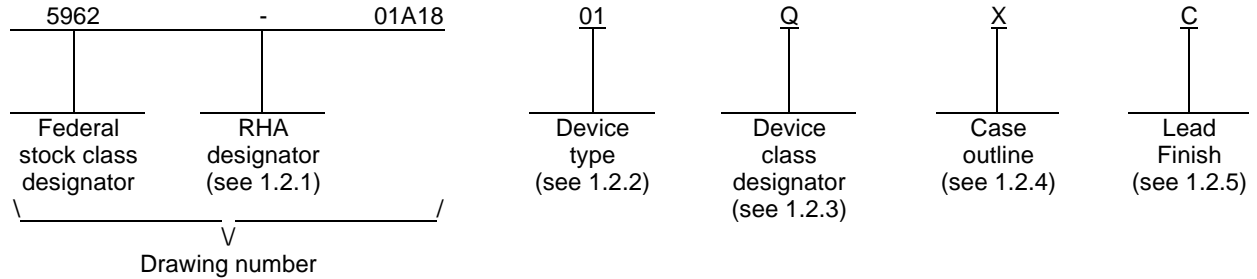 5962 - 01A18 01 Q X C
Federal stock class designator
RHA designator (see 1.2.1)
Device type (see 1.2.2)
Device class designator (see 1.2.3)
Case outline (see 1.2.4)
Lead Finish (see 1.2.5)
\ /
\/
Drawing number